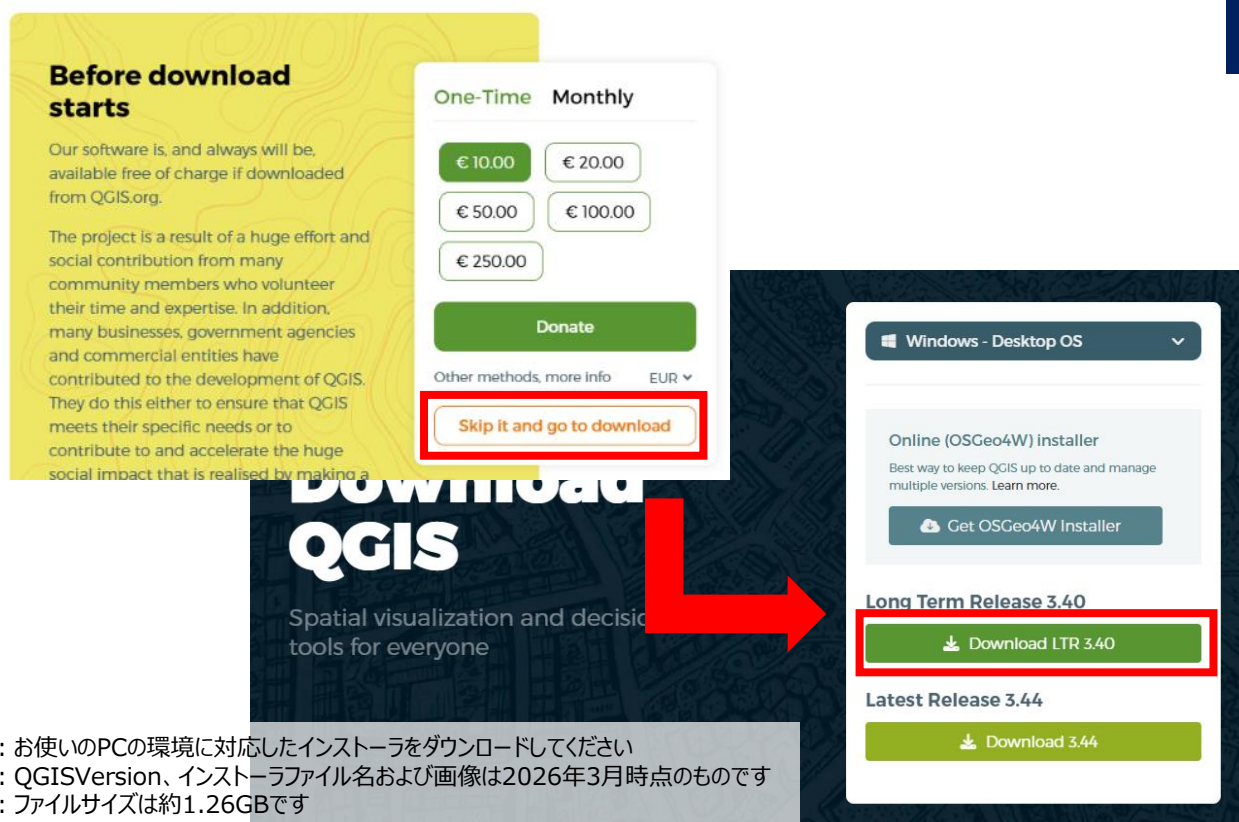 Before download
starts
Our software is, and always will be,
available free of charge if downloaded
from QGIS.org.
The project is a result of a huge effort and
social contribution from many
community members who volunteer
their time and expertise. In addition,
many businesses, government agencies
and commercial entities have
contributed to the development of QGIS.
They do this either to ensure that QGIS
meets their specific needs or to
contribute to and accelerate the huge
social impact that is realised by making a
One-Time Monthly
€ 10.00 € 20.00
€ 50.00 € 100.00
€ 250.00
Donate
Other methods, more info EUR
Skip it and go to download
Download
QGIS
Spatial visualization and decisio
tools for everyone
Windows - Desktop OS
Online (OSGeo4W) installer
Best way to keep QGIS up to date and manage
multiple versions. Learn more.
Get OSGeo4W Installer
Long Term Release 3.40
Download LTR 3.40
Latest Release 3.44
Download 3.44
: お使いのPCの環境に対応したインストーラをダウンロードしてください
: QGISVersion、インストーラファイル名および画像は2026年3月時点のものです
: ファイルサイズは約1.26GBです